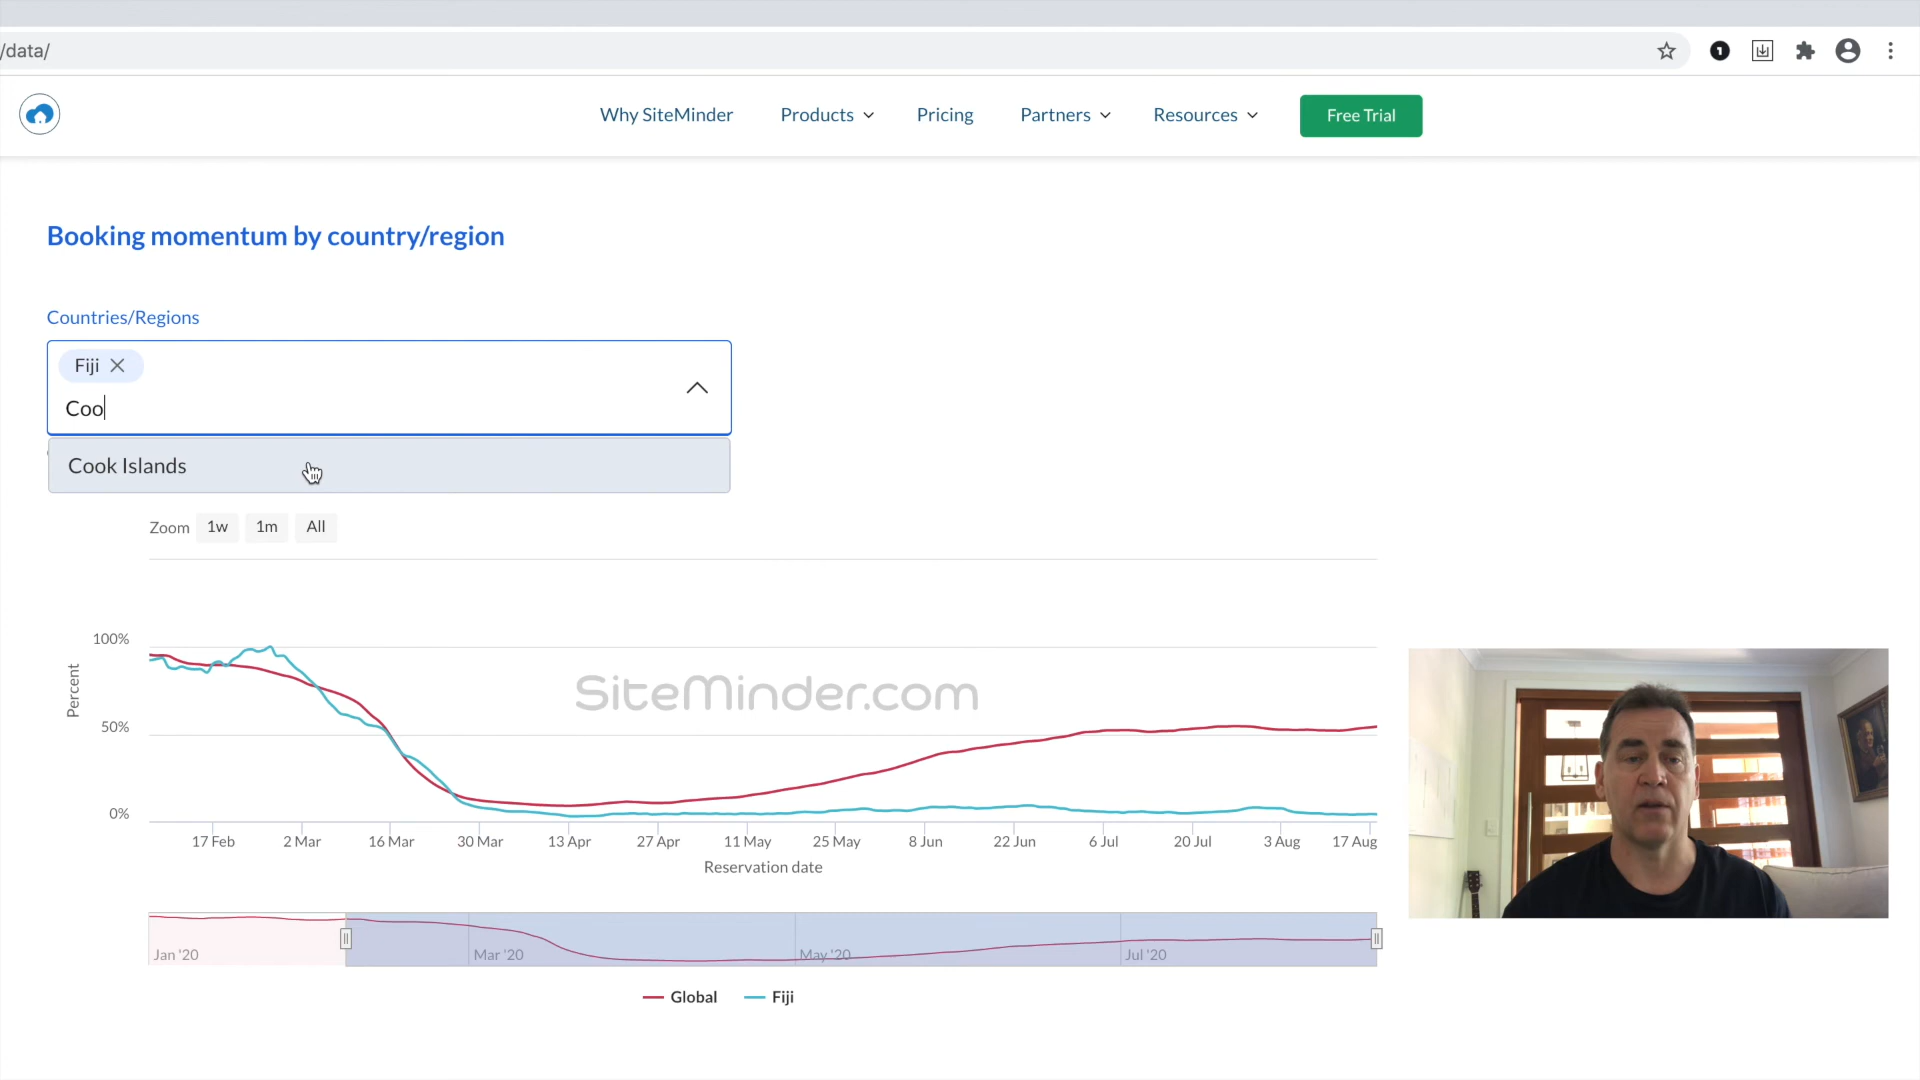 /data/
1
Why SiteMinder
Products
Pricing
Partners
Resources
Free Trial
Booking momentum by country/region
Countries/Regions
Fiji
Coo
Cook Islands
Zoom 1w 1m All
100%
50%
0%
Percent
SiteMinder.com
17 Feb 2 Mar 16 Mar 30 Mar 13 Apr 27 Apr 11 May 25 May 8 Jun 22 Jun 6 Jul 20 Jul 3 Aug 17 Aug
Reservation date
Jan '20 Mar '20 May '20 Jul '20
Global Fiji